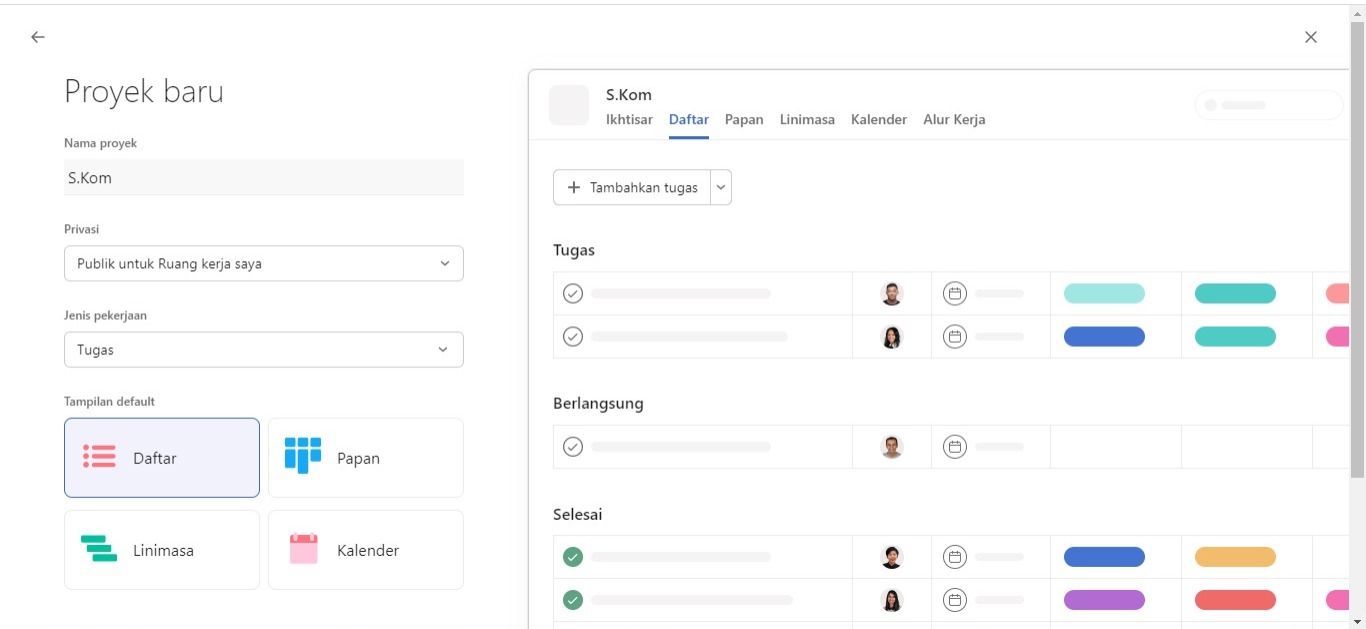 Proyek baru
Nama proyek
S.Kom
Privasi
Publik untuk Ruang kerja saya
Jenis pekerjaan
Tugas
Tampilan default
Daftar
Papan
Linimasa
Kalender
S.Kom
Ikhtisar Daftar Papan Linimasa Kalender Alur Kerja
Tambahkan tugas
Tugas
Berlangsung
Selesai